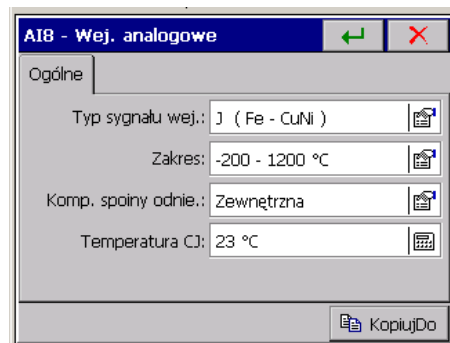 AI8 - Wej. analogowe
Ogólne
Typ sygnału wej.: J ( Fe - CuNi )
Zakres: -200 - 1200 °C
Komp. spoiny odnie.: Zewnętrzna
Temperatura CJ: 23 °C
KopiujDo